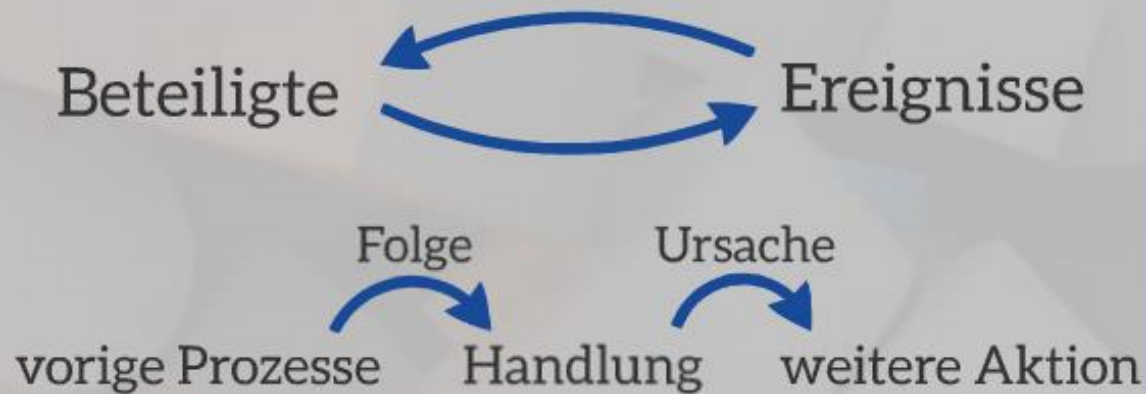 Beteiligte Ereignisse
Folge Ursache
vorige Prozesse Handlung weitere Aktion